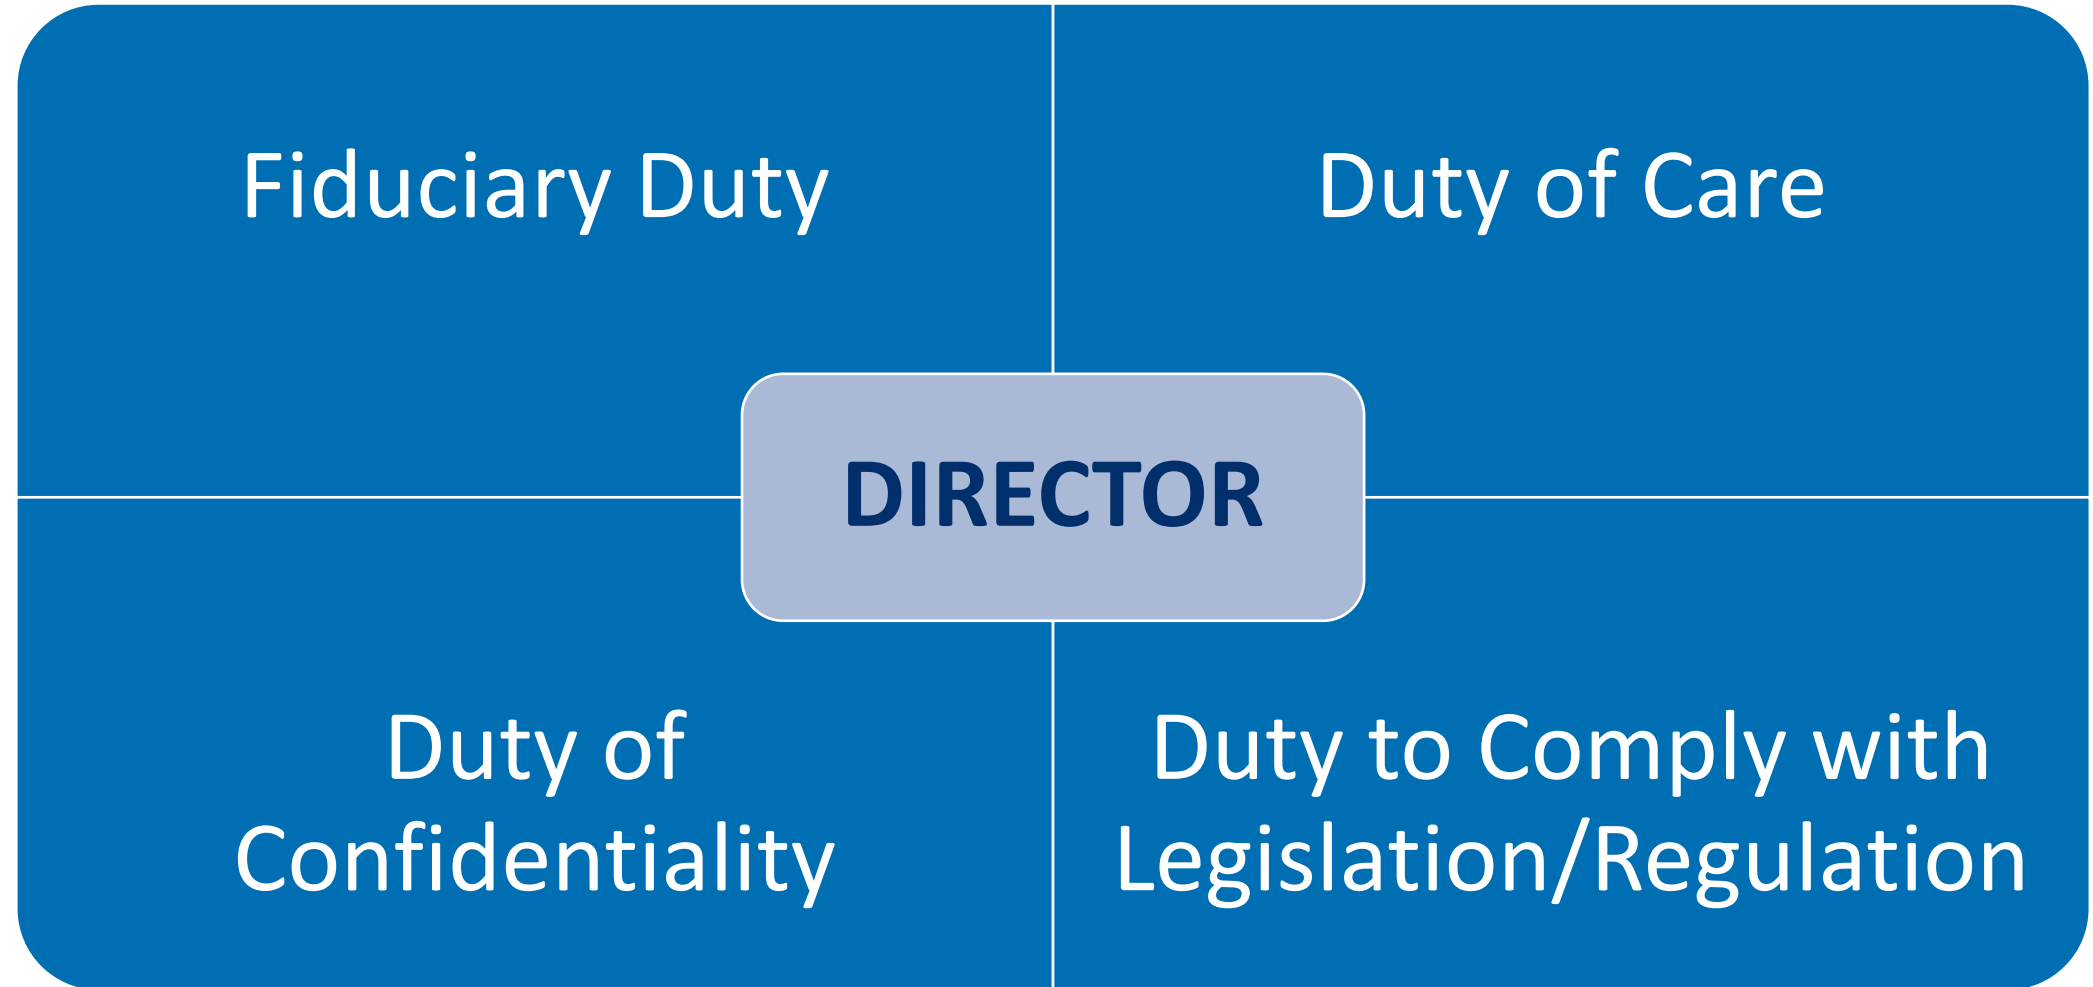 Fiduciary Duty
Duty of Care
DIRECTOR
Duty of
Confidentiality
Duty to Comply with
Legislation/Regulation